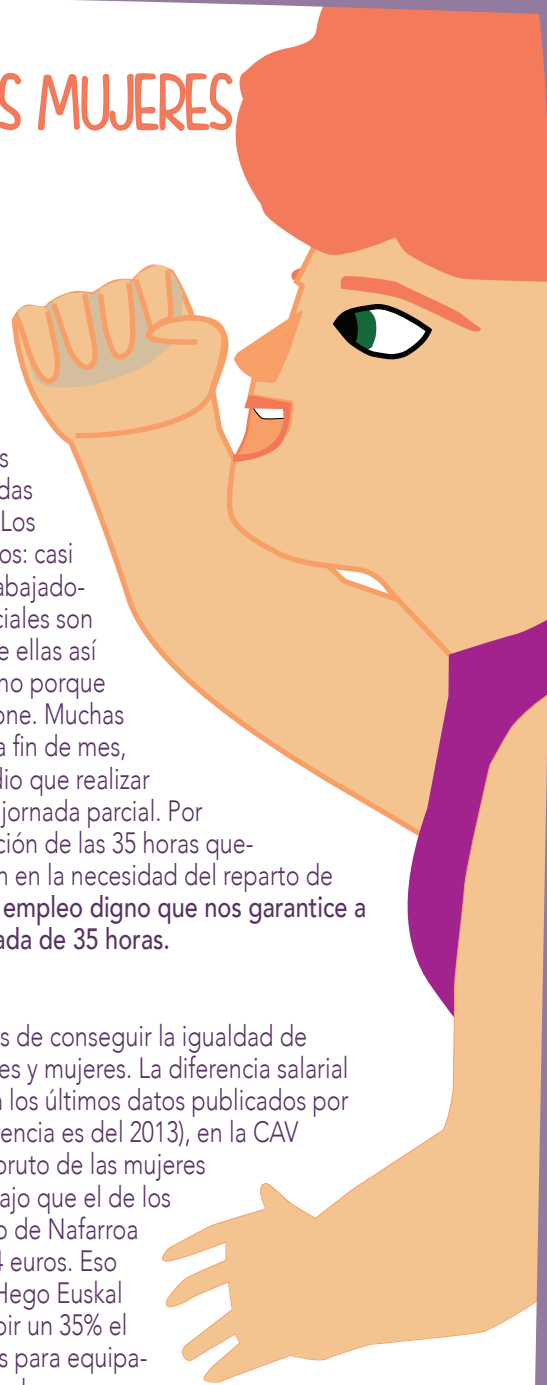 S MUJERES
s
das
Los
os: casi
abajado-
ciales son
e ellas así
no porque
one. Muchas
a fin de mes,
dio que realizar
jornada parcial. Por
ción de las 35 horas que-
n en la necesidad del reparto de
empleo digno que nos garantice a
ada de 35 horas.
s de conseguir la igualdad de
es y mujeres. La diferencia salarial
n los últimos datos publicados por
rencia es del 2013), en la CAV
bruto de las mujeres
ajo que el de los
o de Nafarroa
4 euros. Eso
Hego Euskal
bir un 35% el
s para equipa-